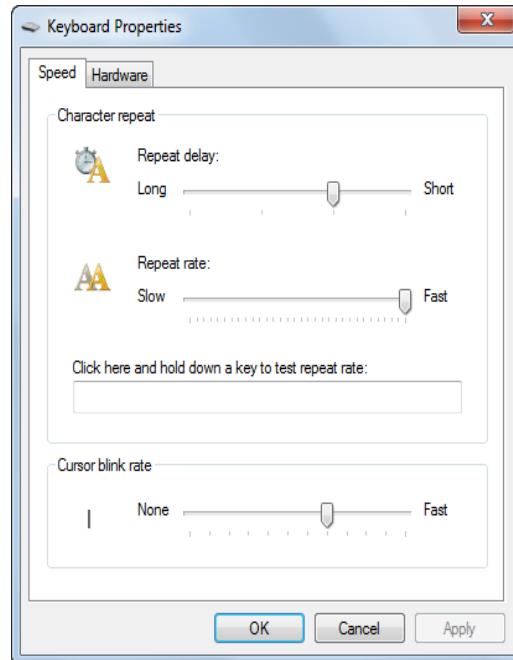 Keyboard Properties
Speed Hardware
Character repeat
Repeat delay:
Long Short
Repeat rate:
Slow Fast
Click here and hold down a key to test repeat rate:
Cursor blink rate
None Fast
OK Cancel Apply